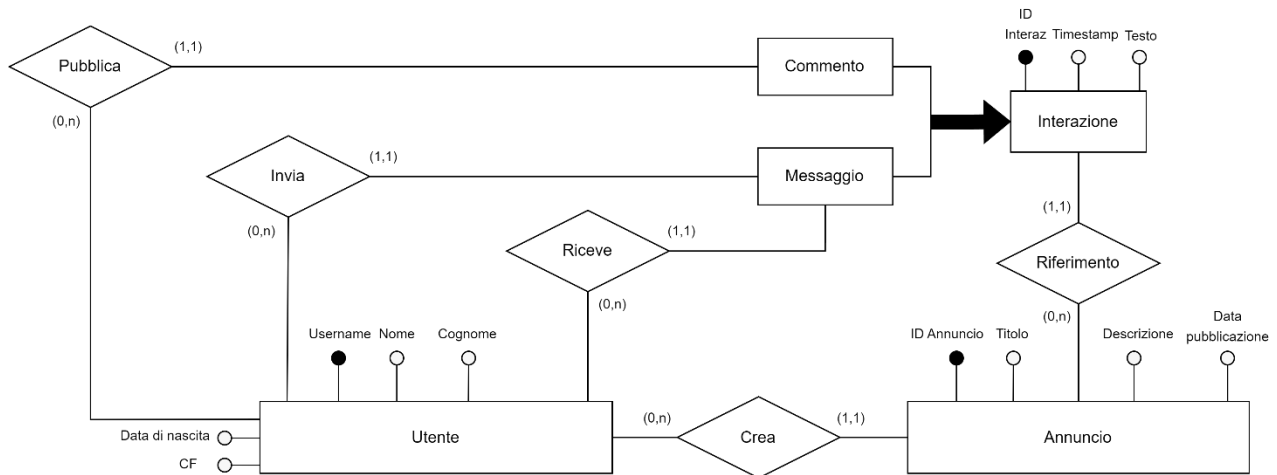 ID
Interaz
Timestamp
Testo
Pubblica
(1,1)
Commento
(0,n)
Interazione
Invia
(1,1)
Messaggio
(0,n)
(1,1)
Riceve
(1,1)
Riferimento
(0,n)
(0,n)
Username
Nome
Cognome
ID Annuncio
Titolo
Descrizione
Data
pubblicazione
Data di nascita
CF
Utente
(0,n)
Crea
(1,1)
Annuncio